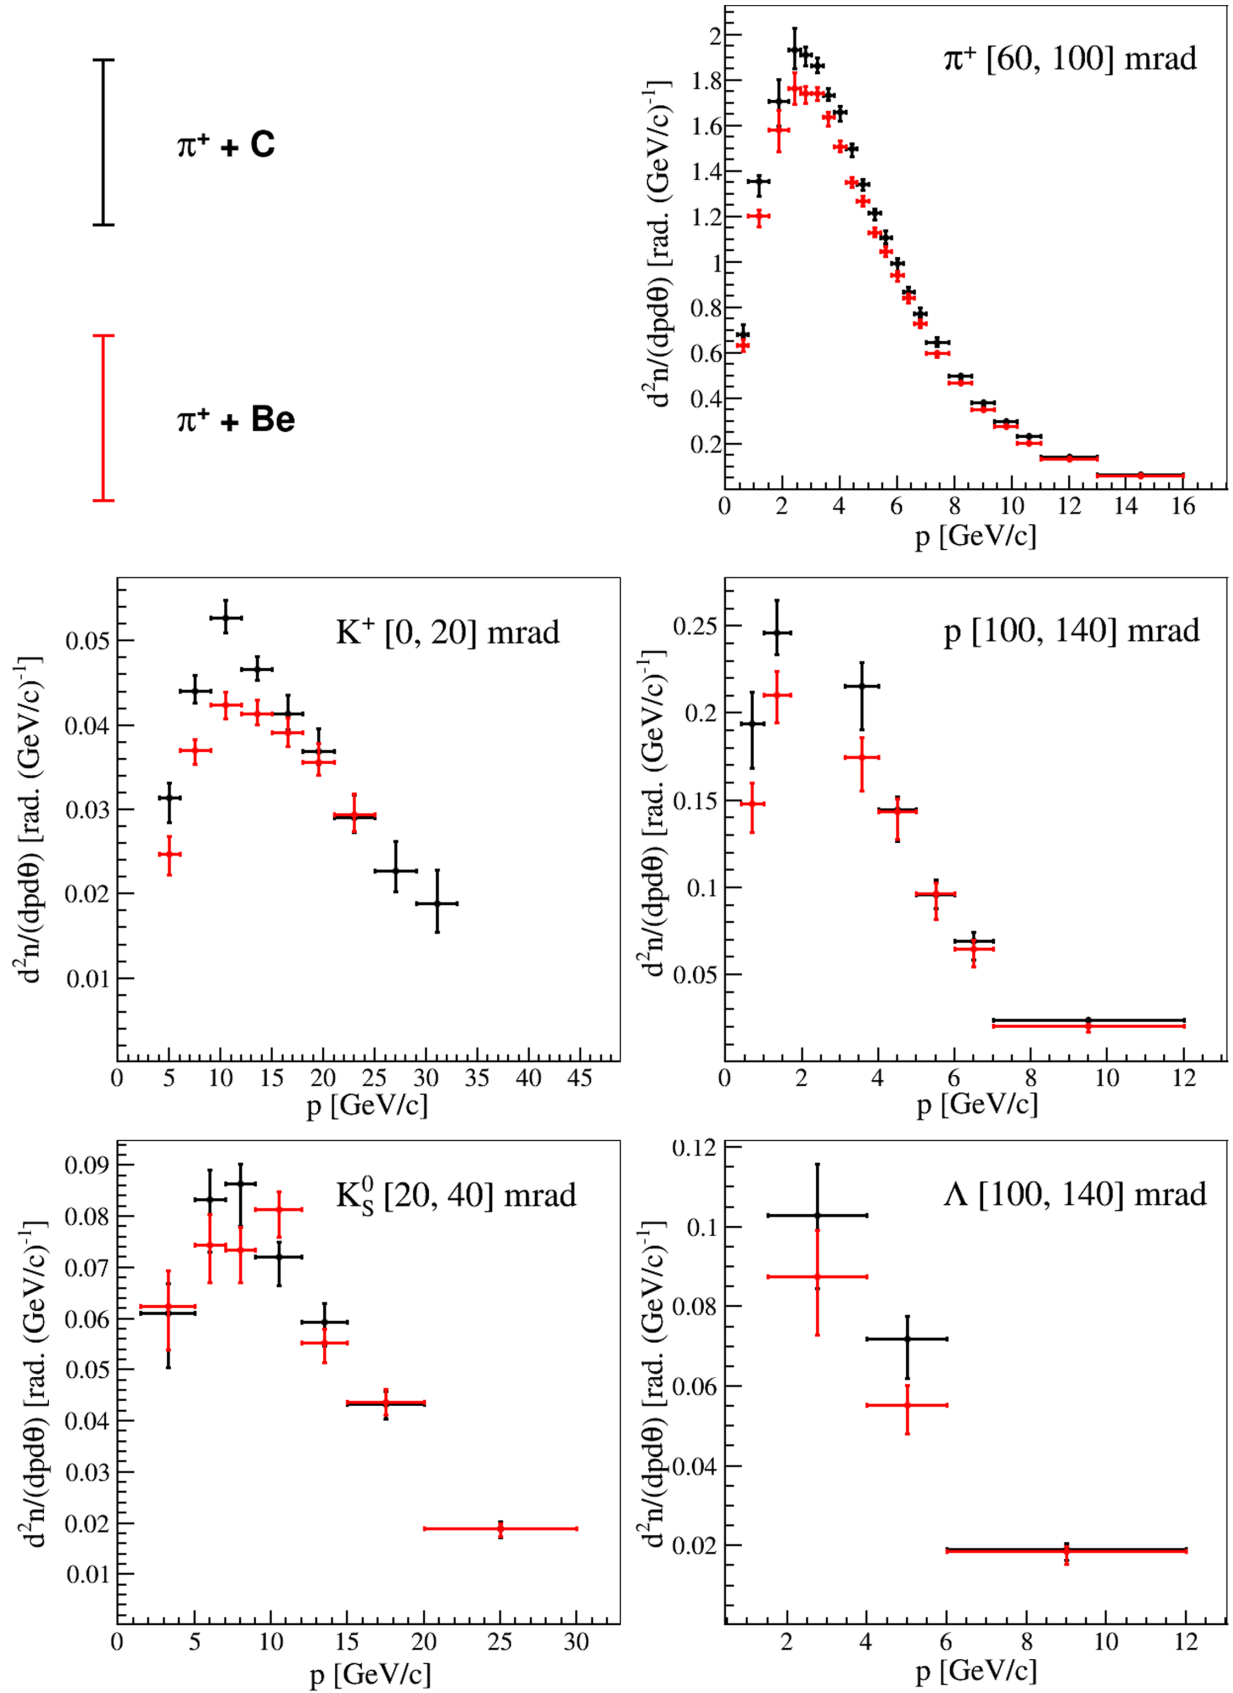 π⁺ + C
π⁺ + Be
π⁺ [60, 100] mrad
d²n/(dpdθ) [rad. (GeV/c)⁻¹]
2
1.8
1.6
1.4
1.2
1
0.8
0.6
0.4
0.2
0 2 4 6 8 10 12 14 16
p [GeV/c]
K⁺ [0, 20] mrad
d²n/(dpdθ) [rad. (GeV/c)⁻¹]
0.05
0.04
0.03
0.02
0.01
0 5 10 15 20 25 30 35 40 45
p [GeV/c]
p [100, 140] mrad
d²n/(dpdθ) [rad. (GeV/c)⁻¹]
0.25
0.2
0.15
0.1
0.05
0 2 4 6 8 10 12
p [GeV/c]
K⁰_S [20, 40] mrad
d²n/(dpdθ) [rad. (GeV/c)⁻¹]
0.09
0.08
0.07
0.06
0.05
0.04
0.03
0.02
0.01
0 5 10 15 20 25 30
p [GeV/c]
Λ [100, 140] mrad
d²n/(dpdθ) [rad. (GeV/c)⁻¹]
0.12
0.1
0.08
0.06
0.04
0.02
2 4 6 8 10 12
p [GeV/c]